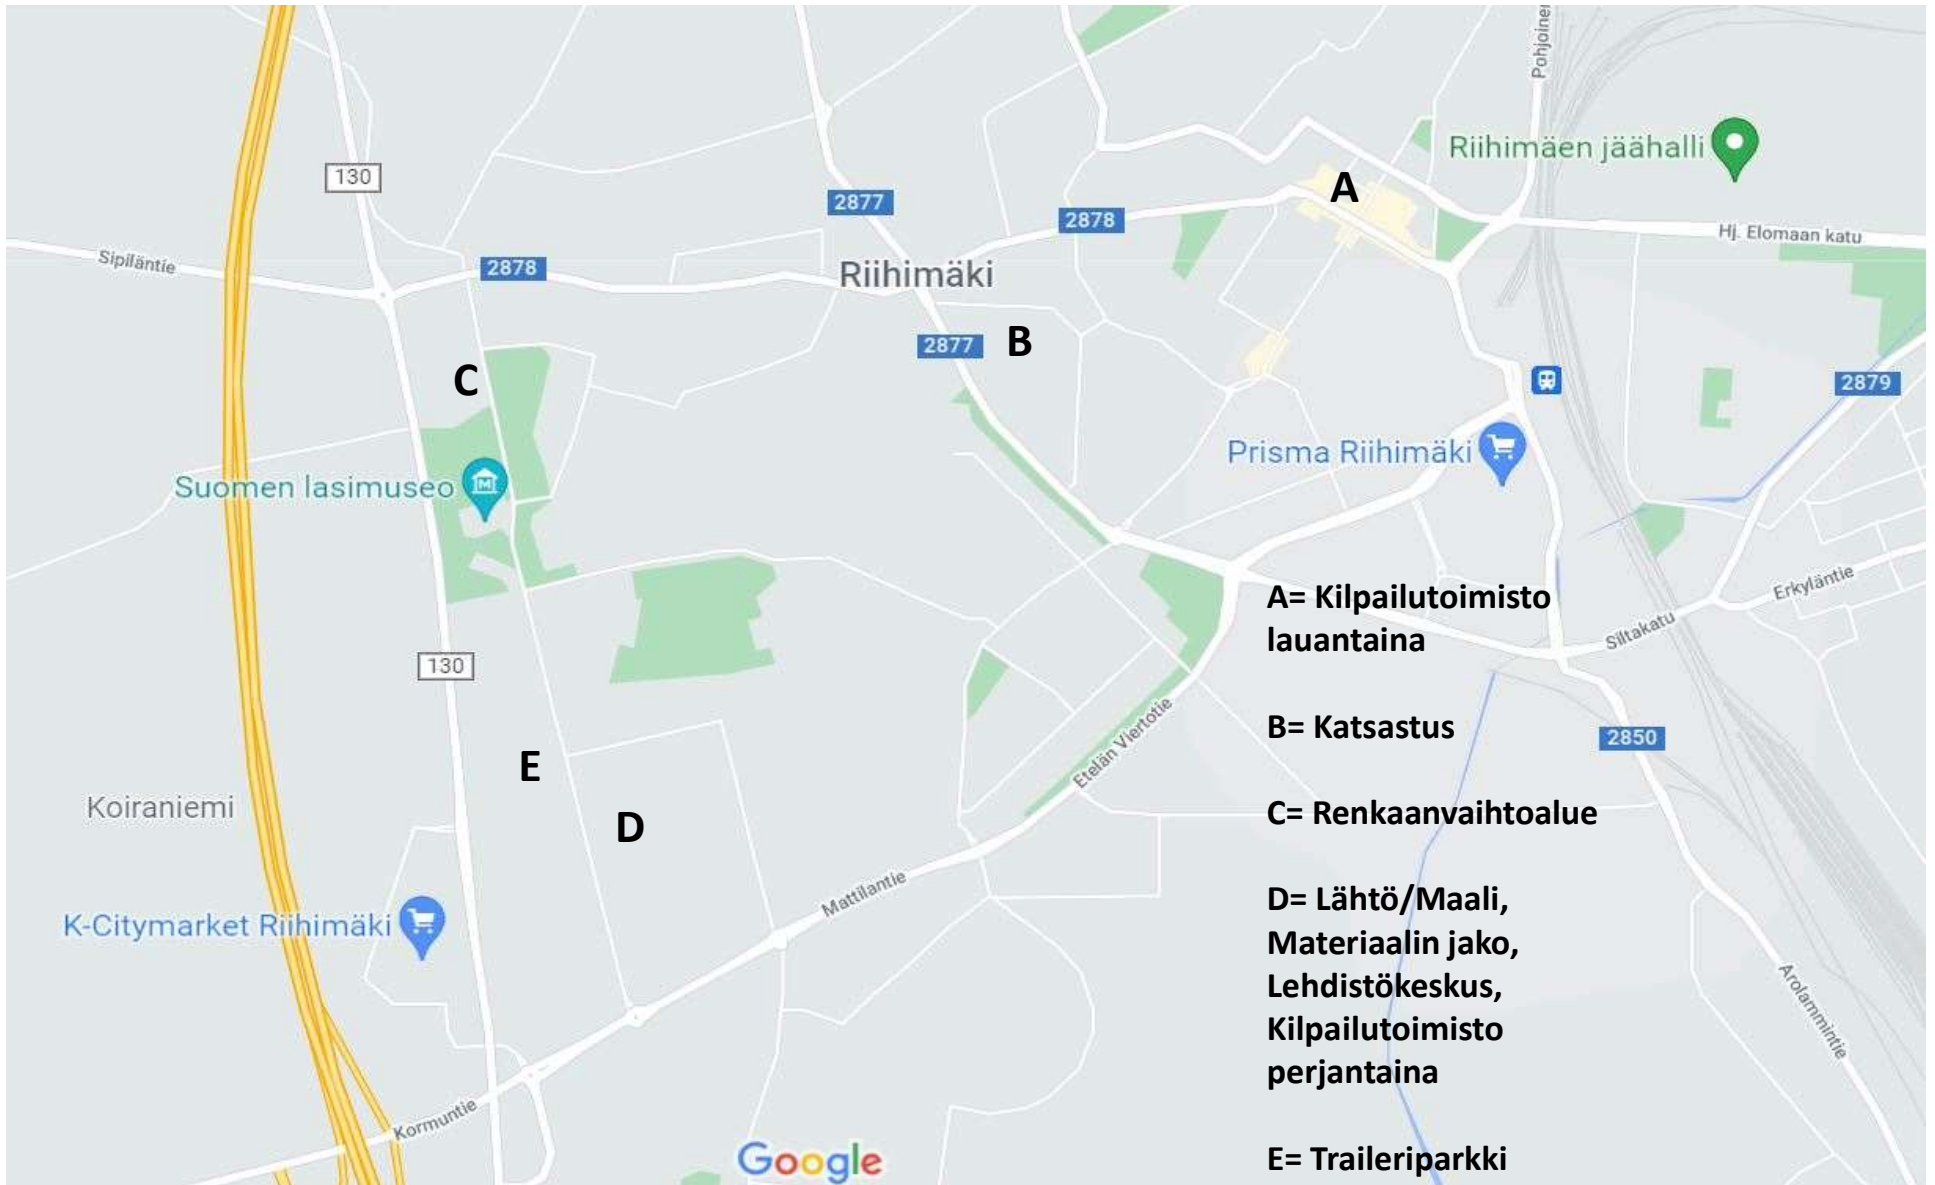 Pohjoinen
130
Riihimäen jäähalli
A
2877
2878
Hj. Elomaan katu
Sipiläntie
2878
Riihimäki
B
2877
C
2879
Prisma Riihimäki
Suomen lasimuseo
A= Kilpailutoimisto
lauantaina
Erkyläntie
Siltakatu
130
B= Katsastus
2850
Etelän Viertotie
E
Koiraniemi
C= Renkaanvaihtoalue
D
D= Lähtö/Maali,
Materiaalin jako,
Lehdistökeskus,
Kilpailutoimisto
perjantaina
Mattilantie
K-Citymarket Riihimäki
Arolammintie
Kormuntie
Google
E= Traileriparkki